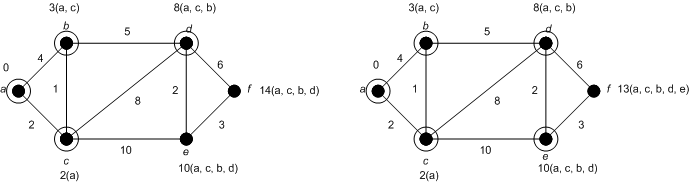 3(a, c) 8(a, c, b)
b 5 d
0 4 6
a 1 2 f 14(a, c, b, d)
2 8 3
10
c e
2(a) 10(a, c, b, d)
3(a, c) 8(a, c, b)
b 5 d
0 4 6
a 1 2 f 13(a, c, b, d, e)
2 8 3
10
c e
2(a) 10(a, c, b, d)